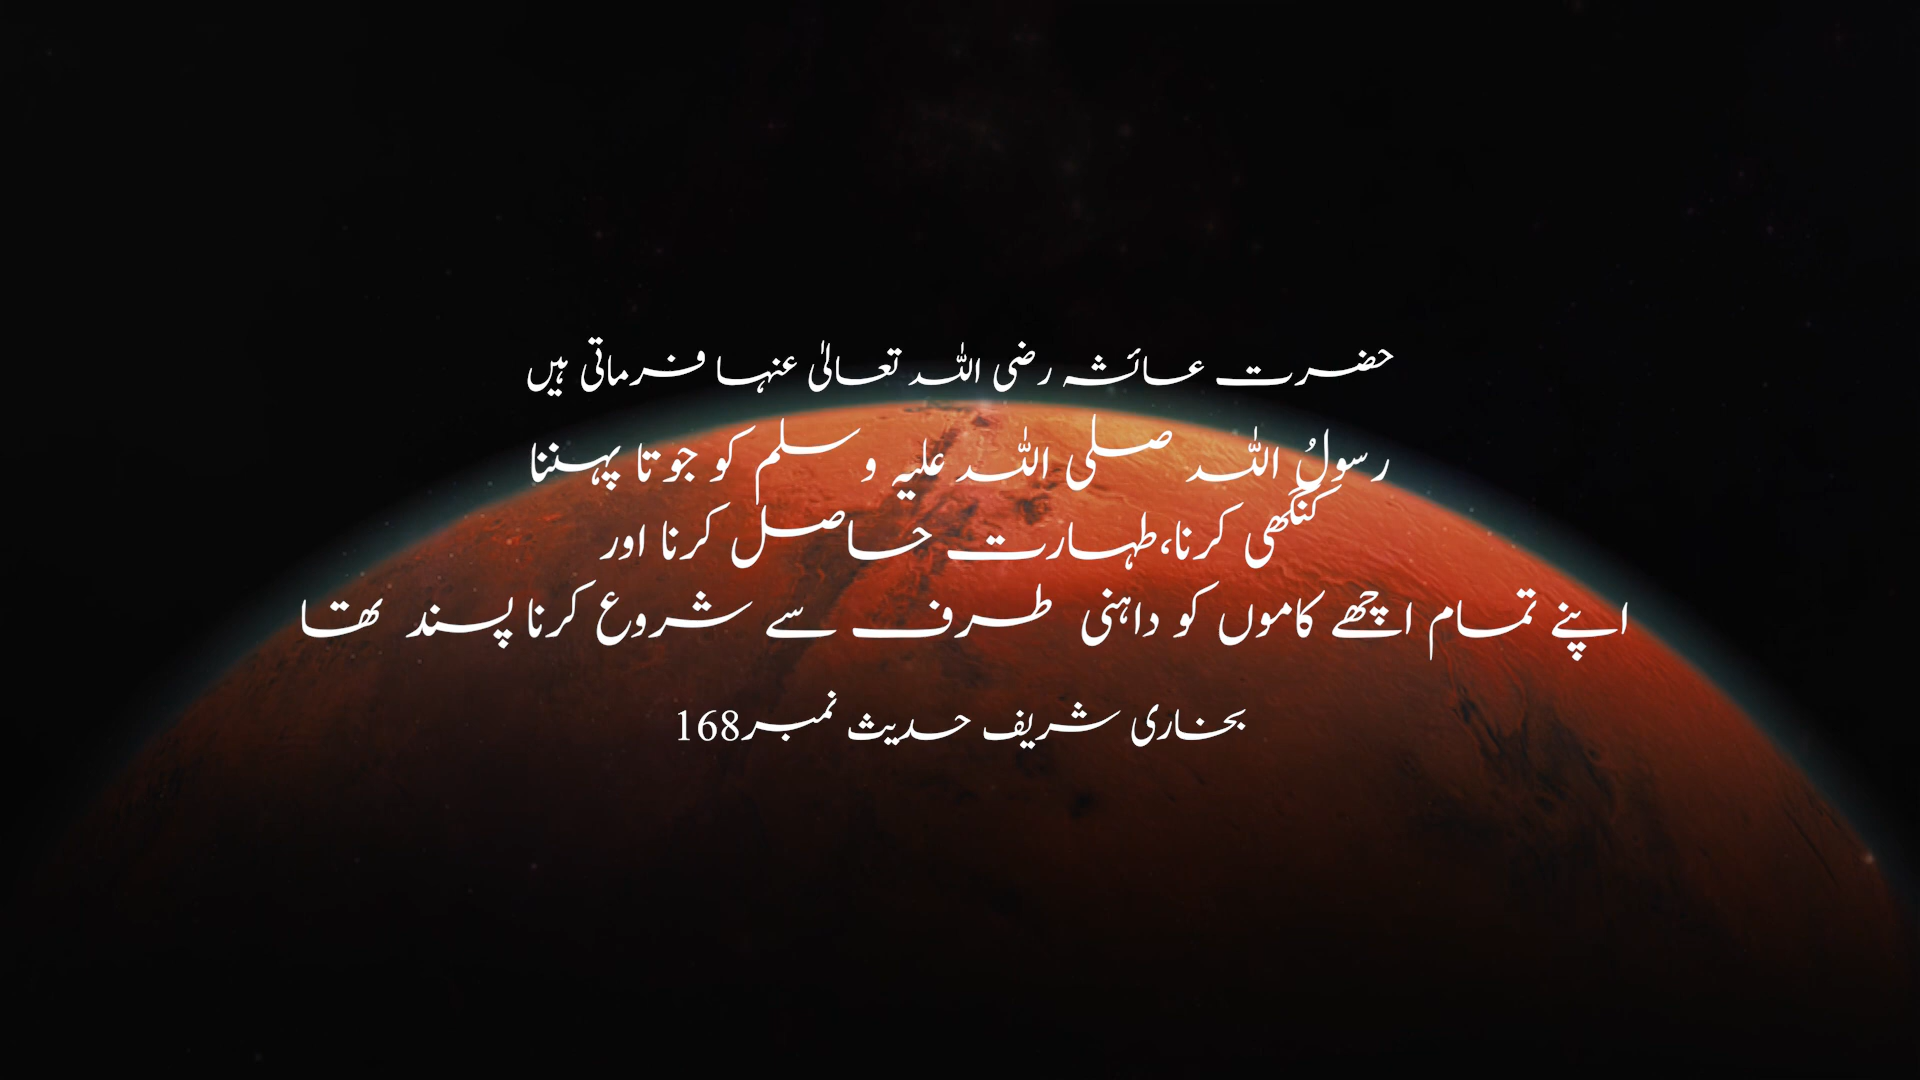 حضرت عائشہ رضی اللہ تعالیٰ عنہا فرماتی ہیں
رسولُ اللہ صلی اللہ علیہ وسلم کو جوتا پہننا
کنگھی کرنا،طہارت حاصل کرنا اور
اپنے تمام اچھے کاموں کو داہنی طرف سے شروع کرنا پسند تھا
بخاری شریف حدیث نمبر168